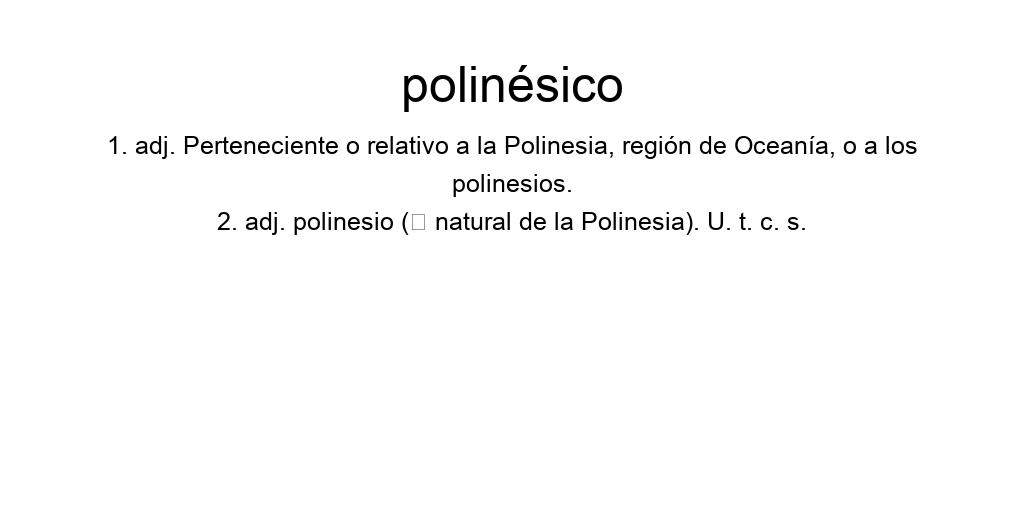 polinésico
1. adj. Perteneciente o relativo a la Polinesia, región de Oceanía, o a los
polinesios.
2. adj. polinesio (□ natural de la Polinesia). U. t. c. s.